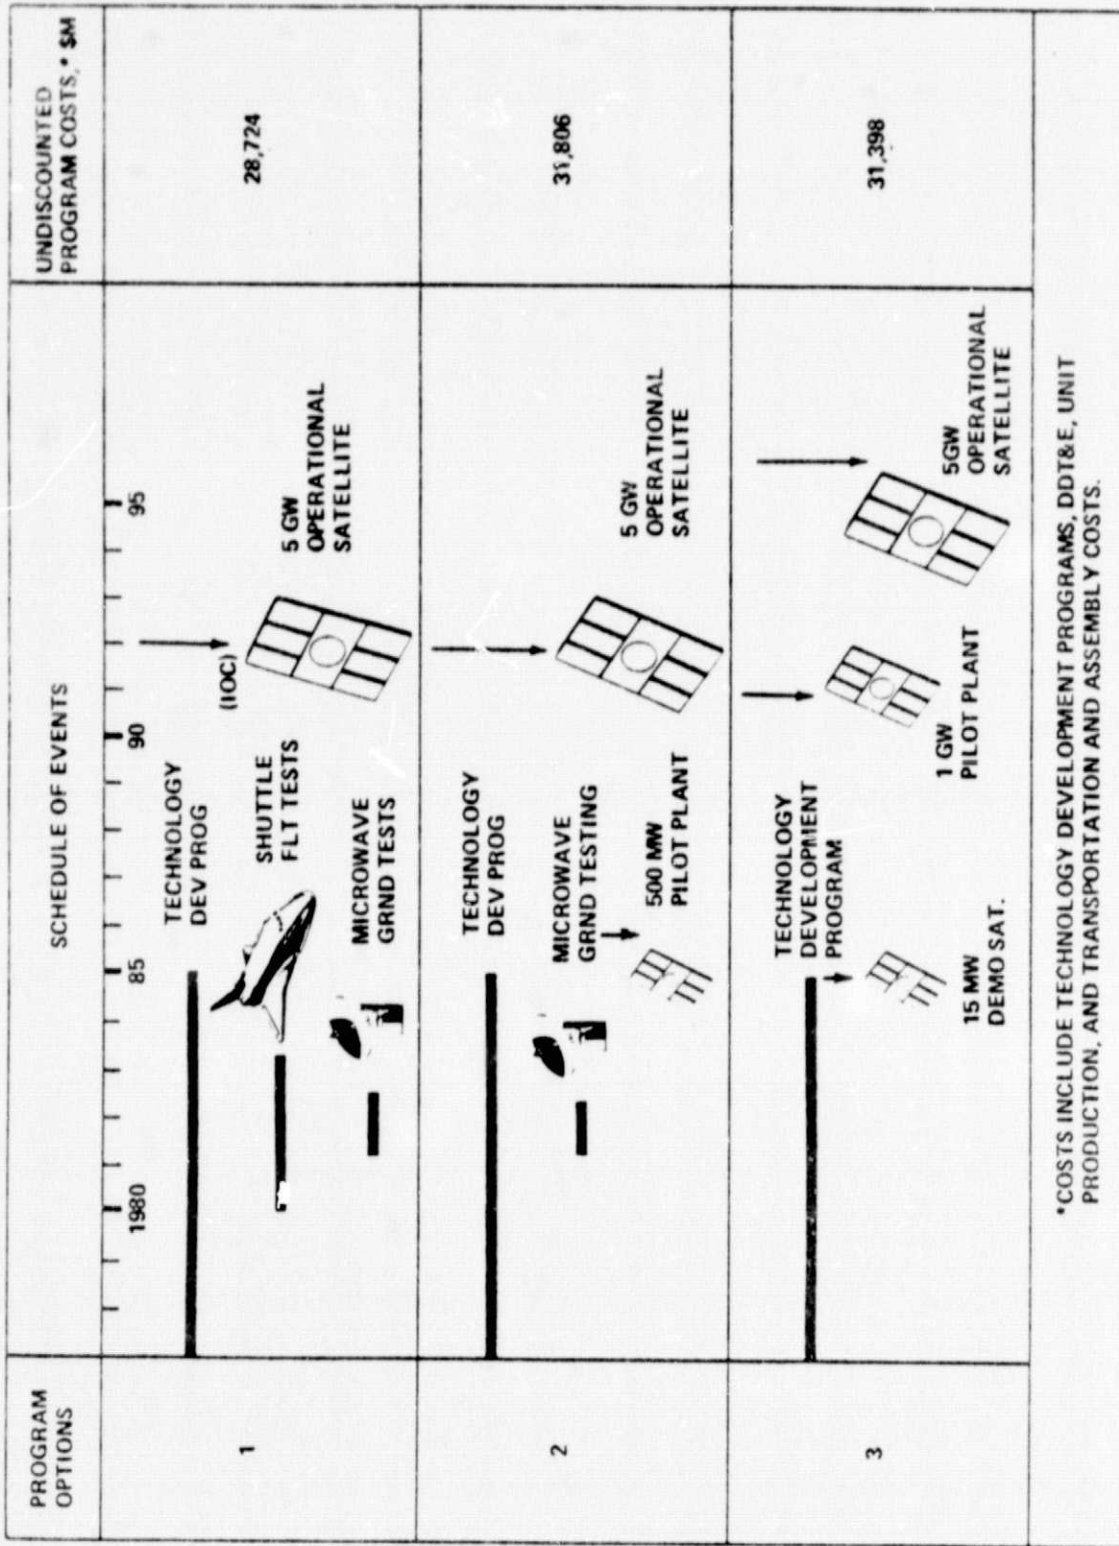 PROGRAM
OPTIONS
SCHEDULE OF EVENTS
UNDISCOUNTED
PROGRAM COSTS,* $M
1980
85
90
95
1
TECHNOLOGY
DEV PROG
SHUTTLE
FLT TESTS
MICROWAVE
GRND TESTS
(IOC)
5 GW
OPERATIONAL
SATELLITE
28,724
2
TECHNOLOGY
DEV PROG
MICROWAVE
GRND TESTING
500 MW
PILOT PLANT
5 GW
OPERATIONAL
SATELLITE
31,806
3
TECHNOLOGY
DEVELOPMENT
PROGRAM
15 MW
DEMO SAT.
1 GW
PILOT PLANT
5GW
OPERATIONAL
SATELLITE
31,398
*COSTS INCLUDE TECHNOLOGY DEVELOPMENT PROGRAMS, DDT&E, UNIT
PRODUCTION, AND TRANSPORTATION AND ASSEMBLY COSTS.